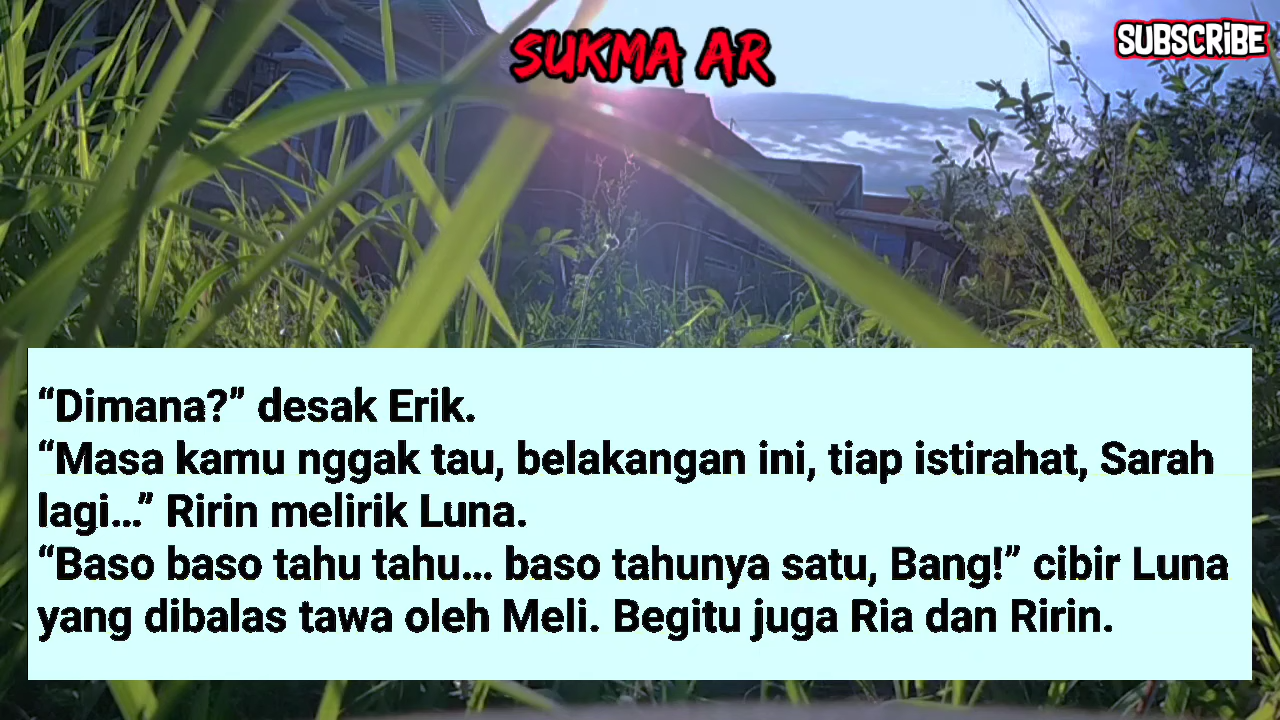 SUKMA AR
SUBSCRiBE
“Dimana?” desak Erik.
“Masa kamu nggak tau, belakangan ini, tiap istirahat, Sarah
lagi…” Ririn melirik Luna.
“Baso baso tahu tahu… baso tahunya satu, Bang!” cibir Luna
yang dibalas tawa oleh Meli. Begitu juga Ria dan Ririn.